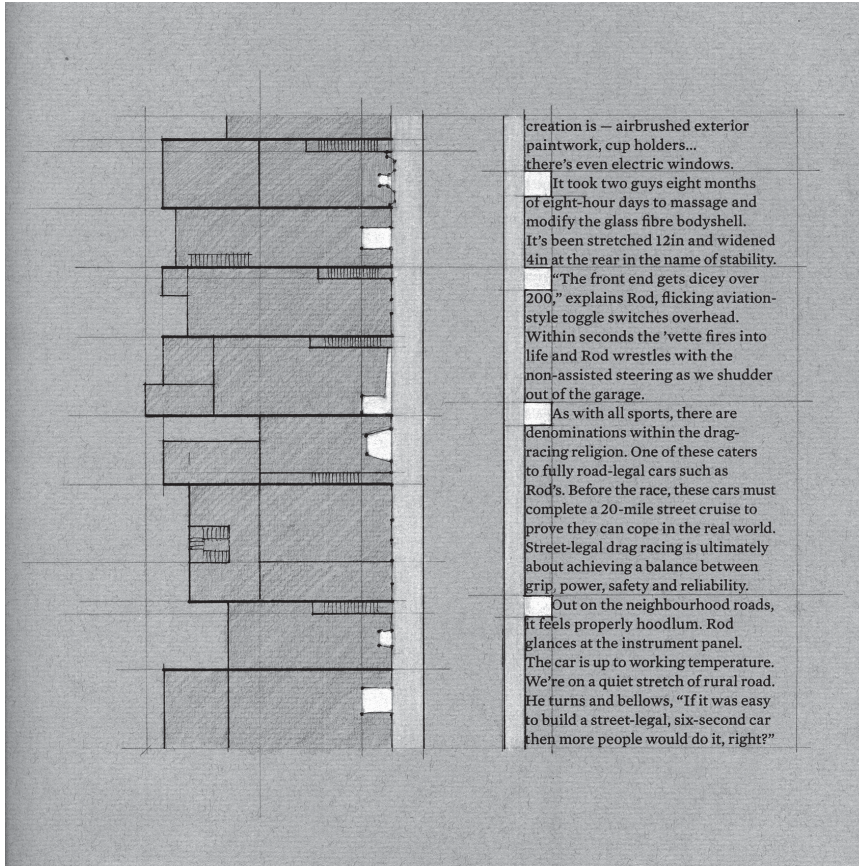 creation is — airbrushed exterior
paintwork, cup holders...
there’s even electric windows.
It took two guys eight months
of eight-hour days to massage and
modify the glass fibre bodyshell.
It’s been stretched 12in and widened
4in at the rear in the name of stability.
“The front end gets dicey over
200,” explains Rod, flicking aviation-
style toggle switches overhead.
Within seconds the ’vette fires into
life and Rod wrestles with the
non-assisted steering as we shudder
out of the garage.
As with all sports, there are
denominations within the drag-
racing religion. One of these caters
to fully road-legal cars such as
Rod’s. Before the race, these cars must
complete a 20-mile street cruise to
prove they can cope in the real world.
Street-legal drag racing is ultimately
about achieving a balance between
grip, power, safety and reliability.
Out on the neighbourhood roads,
it feels properly hoodlum. Rod
glances at the instrument panel.
The car is up to working temperature.
We’re on a quiet stretch of rural road.
He turns and bellows, “If it was easy
to build a street-legal, six-second car
then more people would do it, right?”